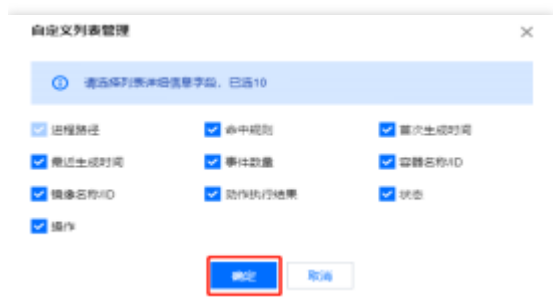 自定义列表管理
请选择列表详细信息字段，已选10
进程路径 命中规则 首次生成时间
最近生成时间 事件数量 容器名称/ID
镜像名称/ID 动作执行结果 状态
操作
确定 取消